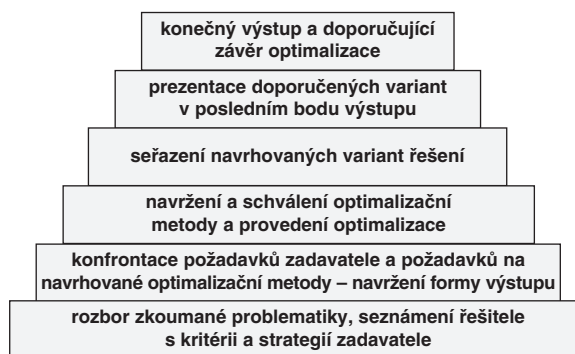 konečný výstup a doporučující
závěr optimalizace
prezentace doporučených variant
v posledním bodu výstupu
seřazení navrhovaných variant řešení
navržení a schválení optimalizační
metody a provedení optimalizace
konfrontace požadavků zadavatele a požadavků na
navrhované optimalizační metody – navržení formy výstupu
rozbor zkoumané problematiky, seznámení řešitele
s kritérii a strategií zadavatele